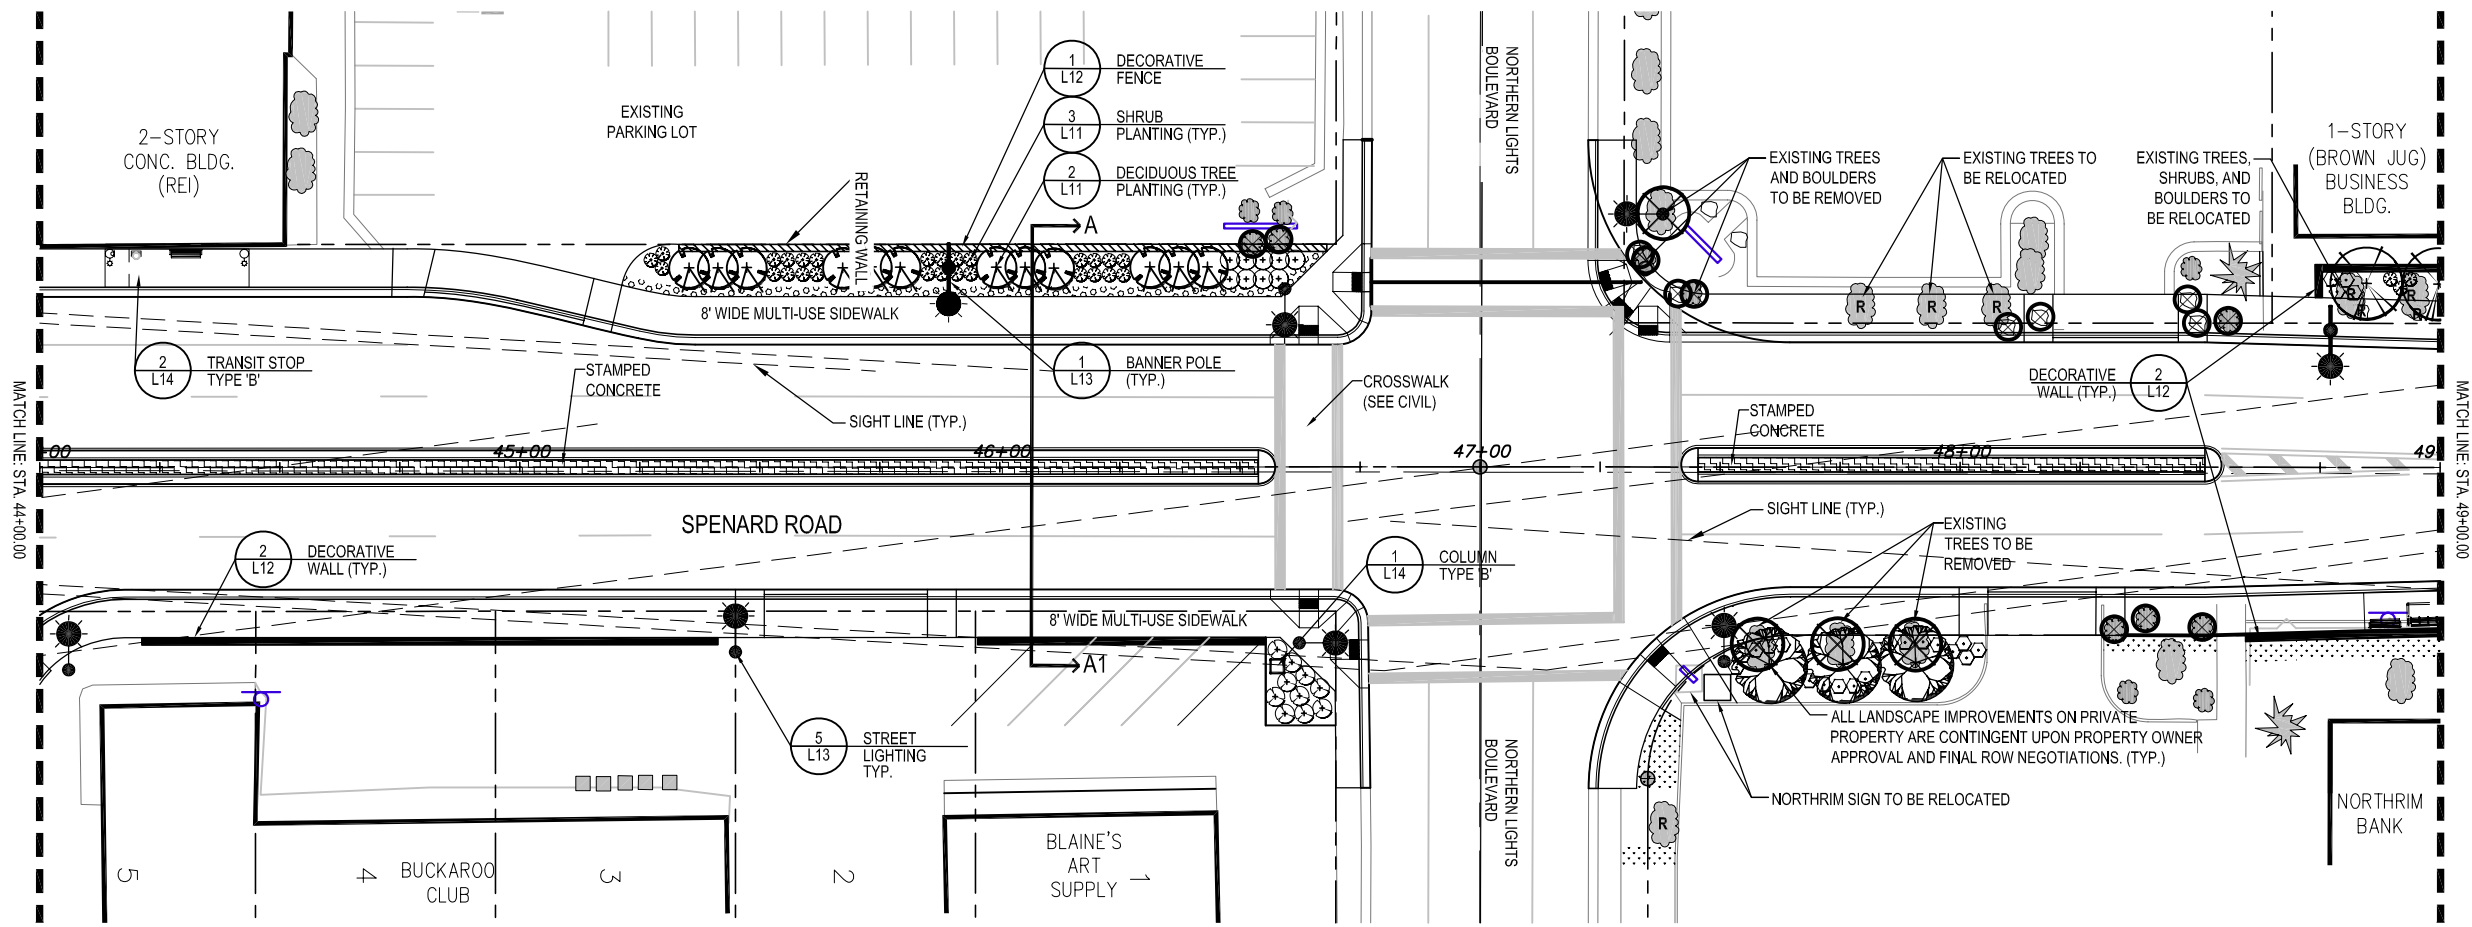 MATCH LINE: STA. 44+00.00
2-STORY
CONC. BLDG.
(REI)
EXISTING
PARKING LOT
1
L12
DECORATIVE
FENCE
3
L11
SHRUB
PLANTING (TYP.)
2
L11
DECIDUOUS TREE
PLANTING (TYP.)
RETAINING WALL
A
8' WIDE MULTI-USE SIDEWALK
2
L14
TRANSIT STOP
TYPE 'B'
STAMPED
CONCRETE
SIGHT LINE (TYP.)
1
L13
BANNER POLE
(TYP.)
NORTHERN LIGHTS
BOULEVARD
EXISTING TREES
AND BOULDERS
TO BE REMOVED
EXISTING TREES TO
BE RELOCATED
EXISTING TREES,
SHRUBS, AND
BOULDERS TO
BE RELOCATED
1-STORY
(BROWN JUG)
BUSINESS
BLDG.
R
R
R
R
R
R
CROSSWALK
(SEE CIVIL)
DECORATIVE
WALL (TYP.)
2
L12
STAMPED
CONCRETE
+00
45+00
46+00
47+00
48+00
49
SPENARD ROAD
SIGHT LINE (TYP.)
EXISTING
TREES TO BE
REMOVED
2
L12
DECORATIVE
WALL (TYP.)
1
L14
COLUMN
TYPE 'B'
8' WIDE MULTI-USE SIDEWALK
A1
5
L13
STREET
LIGHTING
TYP.
ALL LANDSCAPE IMPROVEMENTS ON PRIVATE
PROPERTY ARE CONTINGENT UPON PROPERTY OWNER
APPROVAL AND FINAL ROW NEGOTIATIONS. (TYP.)
NORTHRIM SIGN TO BE RELOCATED
NORTHERN LIGHTS
BOULEVARD
R
NORTHRIM
BANK
BLAINE'S
ART
SUPPLY
BUCKAROO
CLUB
5
4
3
2
1
MATCH LINE: STA. 49+00.00